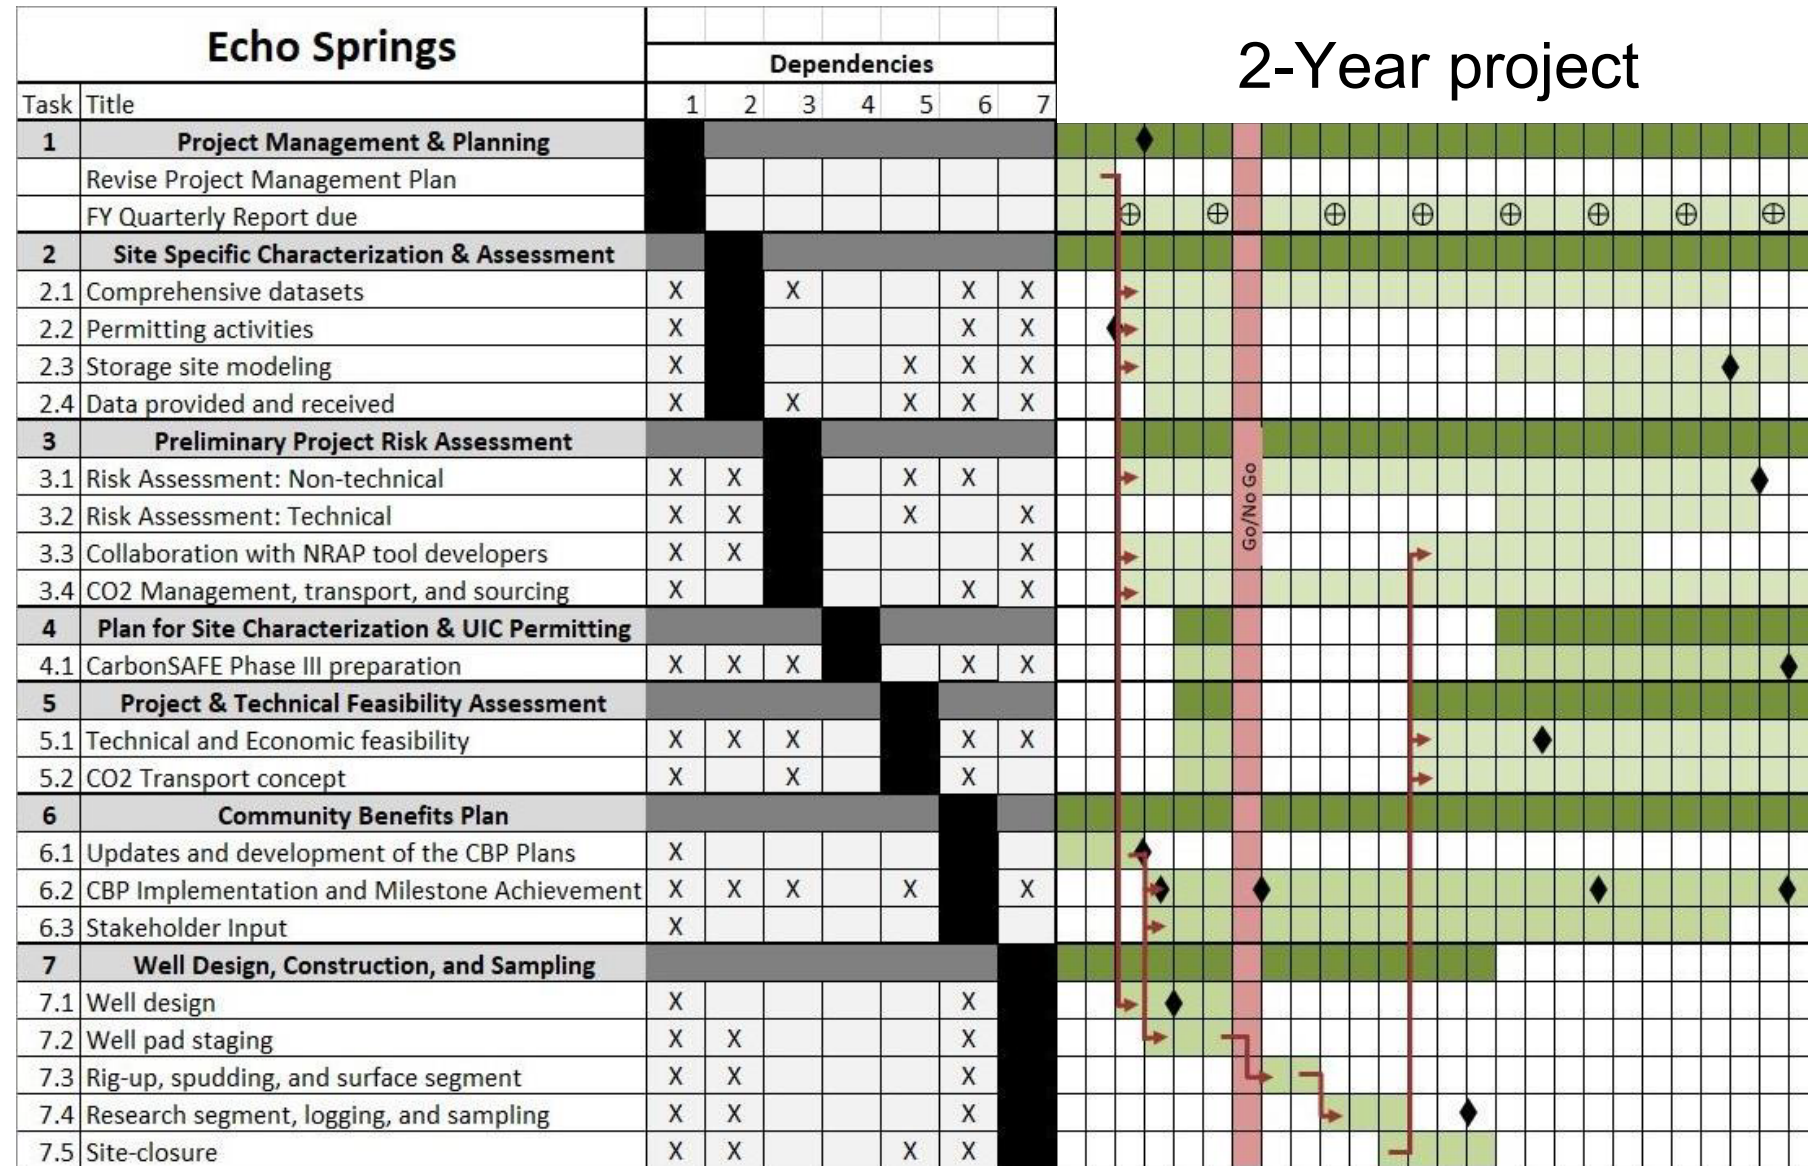 Echo Springs
2-Year project
Dependencies
Task Title 1 2 3 4 5 6 7
1 Project Management & Planning
Revise Project Management Plan
FY Quarterly Report due
2 Site Specific Characterization & Assessment
2.1 Comprehensive datasets X X X X
2.2 Permitting activities X X X
2.3 Storage site modeling X X X X
2.4 Data provided and received X X X X X
3 Preliminary Project Risk Assessment
3.1 Risk Assessment: Non-technical X X X X
3.2 Risk Assessment: Technical X X X X
3.3 Collaboration with NRAP tool developers X X X
3.4 CO2 Management, transport, and sourcing X X X
Go/No Go
4 Plan for Site Characterization & UIC Permitting
4.1 CarbonSAFE Phase III preparation X X X X X
5 Project & Technical Feasibility Assessment
5.1 Technical and Economic feasibility X X X X X
5.2 CO2 Transport concept X X X
6 Community Benefits Plan
6.1 Updates and development of the CBP Plans X
6.2 CBP Implementation and Milestone Achievement X X X X X
6.3 Stakeholder Input X
7 Well Design, Construction, and Sampling
7.1 Well design X X
7.2 Well pad staging X X X
7.3 Rig-up, spudding, and surface segment X X X
7.4 Research segment, logging, and sampling X X X
7.5 Site-closure X X X X